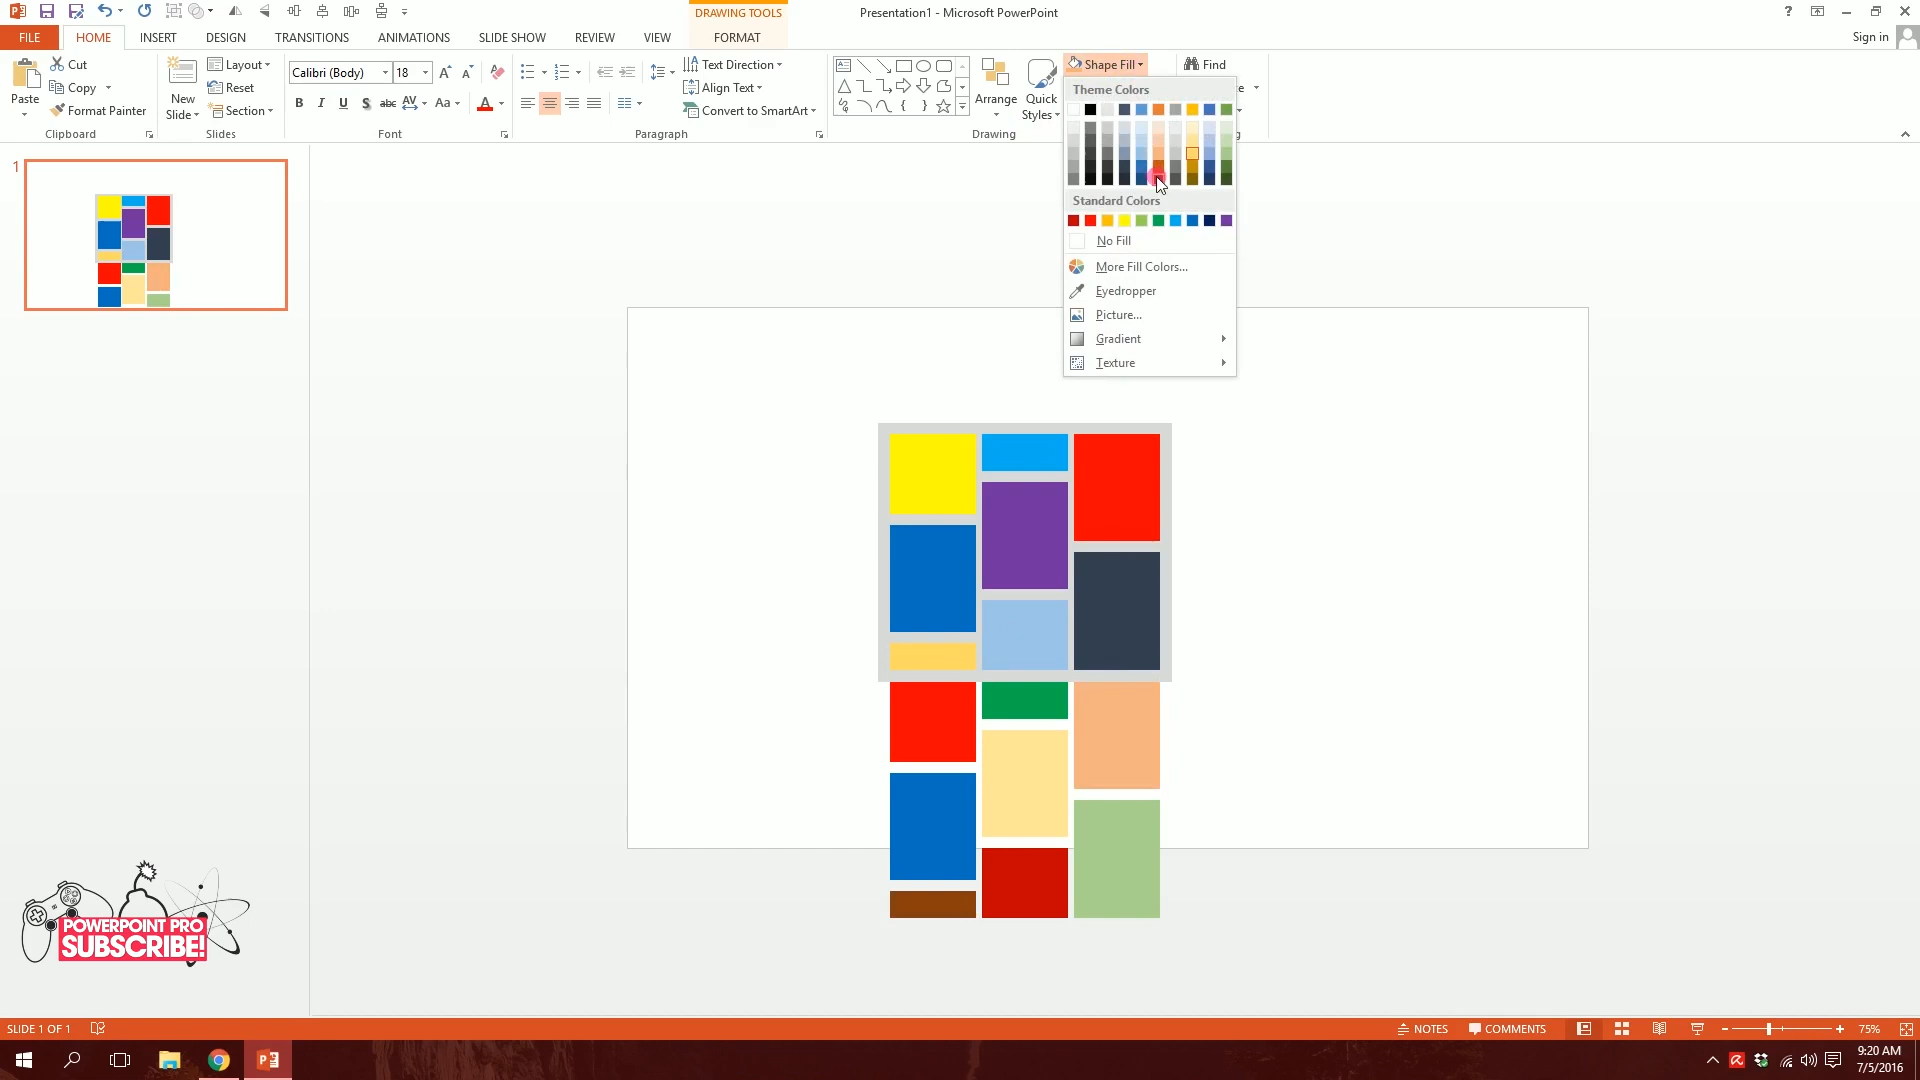 DRAWING TOOLS
Presentation1 - Microsoft PowerPoint
?
FILE
HOME
INSERT
DESIGN
TRANSITIONS
ANIMATIONS
SLIDE SHOW
REVIEW
VIEW
FORMAT
Sign in
Paste
Cut
Copy
Format Painter
Clipboard
New
Slide
Layout
Reset
Section
Slides
Calibri (Body)
18
B I U S abc AV Aa A
Font
Text Direction
Align Text
Convert to SmartArt
Paragraph
Arrange
Quick
Styles
Drawing
Shape Fill
Find
Theme Colors
Standard Colors
No Fill
More Fill Colors...
Eyedropper
Picture...
Gradient
Texture
1
POWERPOINT PRO
SUBSCRIBE!
SLIDE 1 OF 1
NOTES
COMMENTS
75%
9:20 AM
7/5/2016